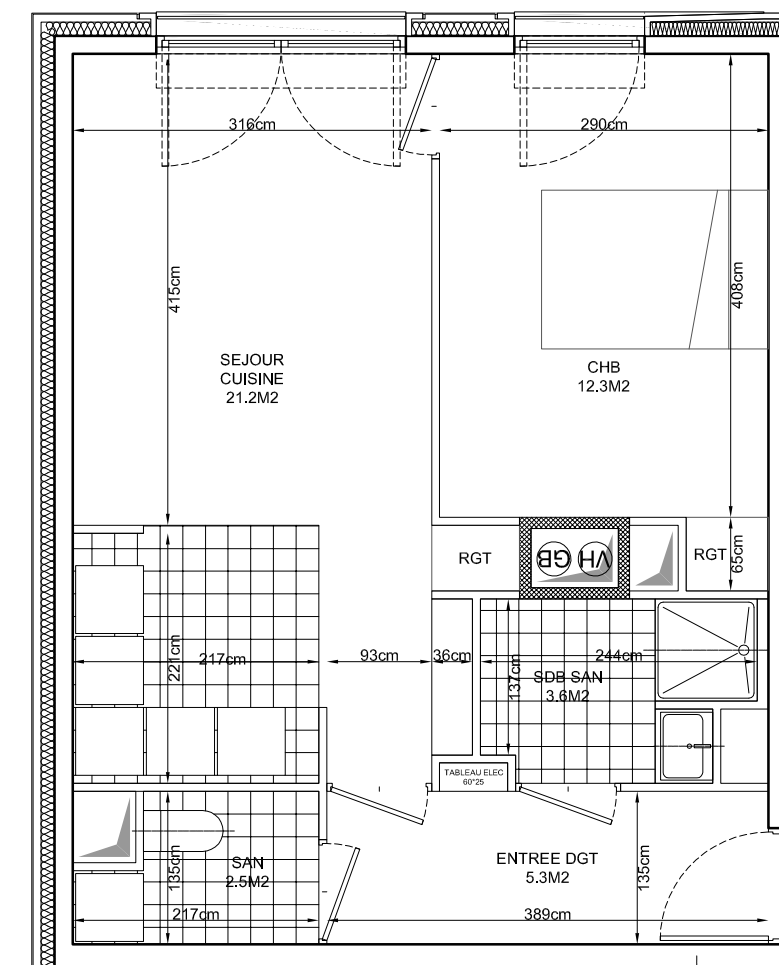 316cm
290cm
415cm
408cm
SEJOUR
CUISINE
21.2M2
CHB
12.3M2
RGT
GB
VH
RGT
65cm
221cm
217cm
93cm
36cm
137cm
244cm
SDB SAN
3.6M2
TABLEAU ELEC
60*25
SAN
2.5M2
135cm
217cm
ENTREE DGT
5.3M2
135cm
389cm